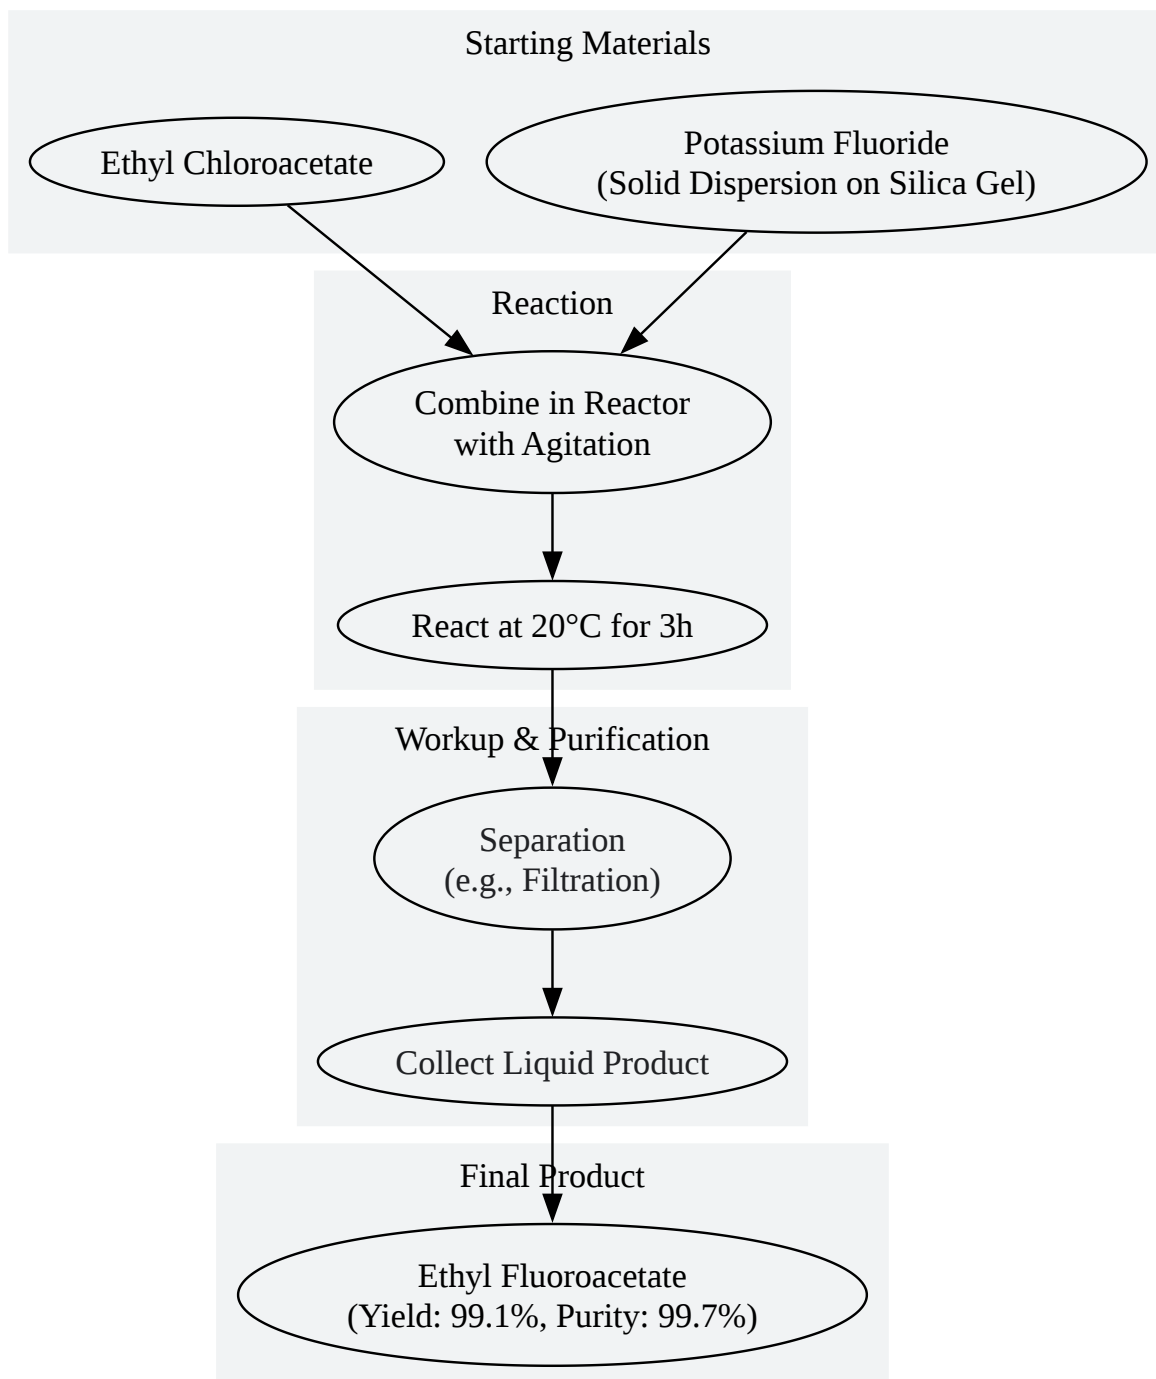 Starting Materials
Ethyl Chloroacetate
Potassium Fluoride
(Solid Dispersion on Silica Gel)
Reaction
Combine in Reactor
with Agitation
React at 20°C for 3h
Workup & Purification
Separation
(e.g., Filtration)
Collect Liquid Product
Final Product
Ethyl Fluoroacetate
(Yield: 99.1%, Purity: 99.7%)